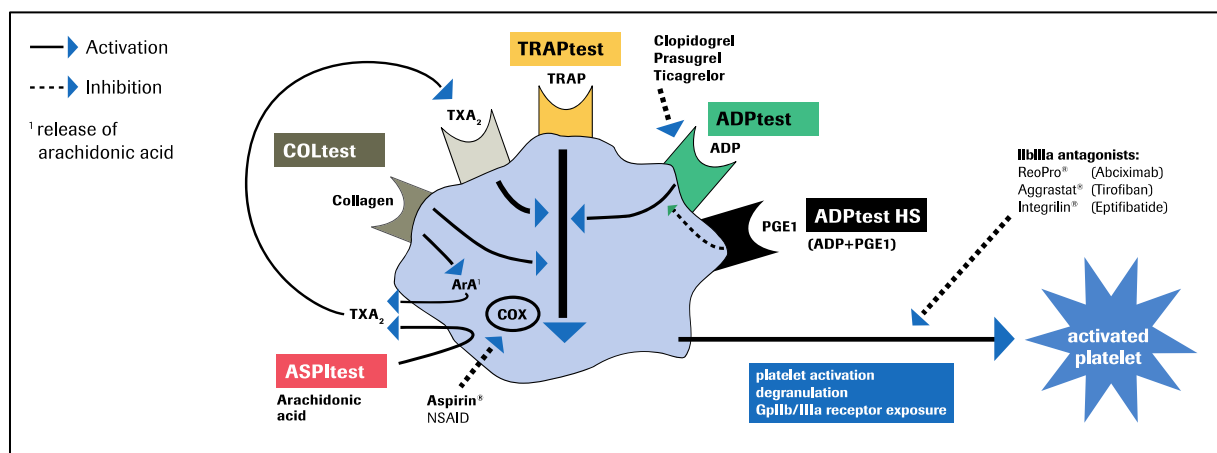 Activation
Inhibition
¹ release of
arachidonic acid
TRAPtest
TRAP
Clopidogrel
Prasugrel
Ticagrelor
TXA₂
COLtest
Collagen
ADPtest
ADP
IIbIIIa antagonists:
ReoPro® (Abciximab)
Aggrastat® (Tirofiban)
Integrilin® (Eptifibatide)
PGE1
ADPtest HS
(ADP+PGE1)
ArA¹
TXA₂
COX
ASPItest
Arachidonic
acid
Aspirin®
NSAID
activated
platelet
platelet activation
degranulation
GpIIb/IIIa receptor exposure